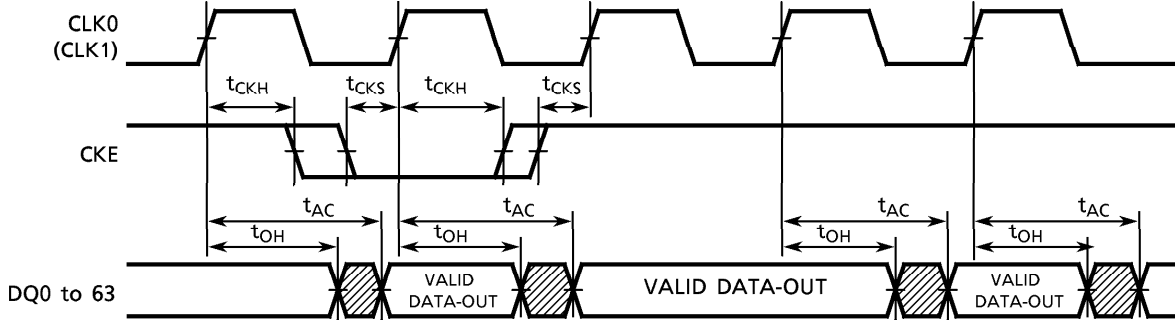 CLK0
(CLK1)
tCKH tCKS tCKH tCKS
CKE
tAC tAC tAC tAC
tOH tOH tOH tOH
DQ0 to 63
VALID
DATA-OUT
VALID DATA-OUT
VALID
DATA-OUT